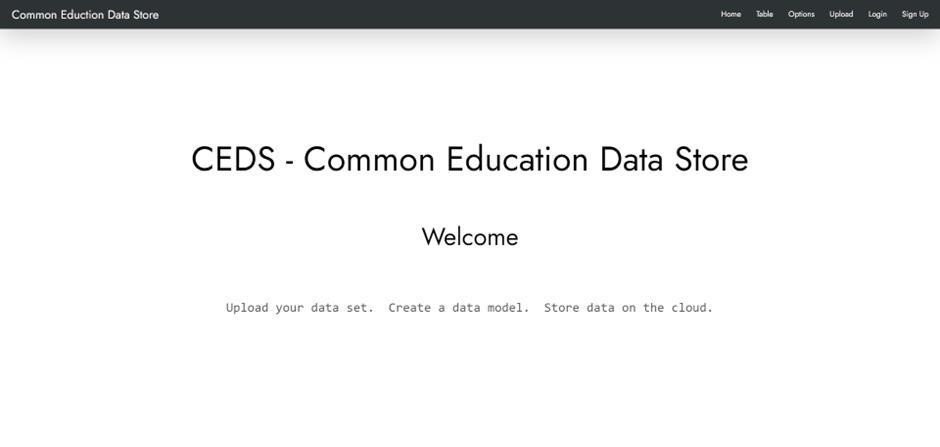 Common Eduction Data Store
Home Table Options Upload Login Sign Up
CEDS - Common Education Data Store
Welcome
Upload your data set. Create a data model. Store data on the cloud.